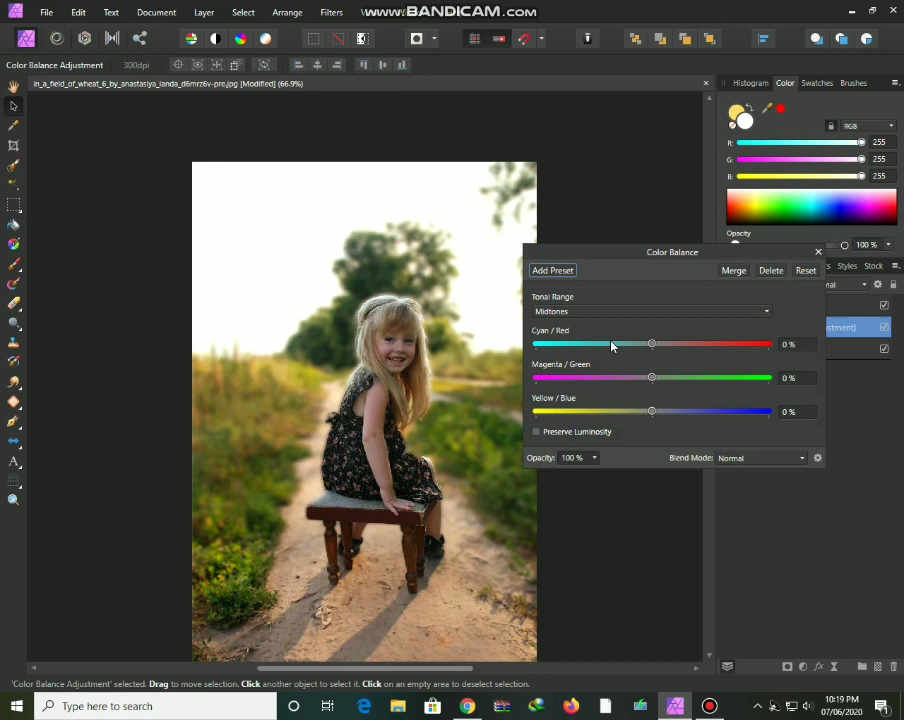 File Edit Text Document Layer Select Arrange Filters
www.BANDICAM.com
Color Balance Adjustment 300dpi
in_a_field_of_wheat_6_by_anastasiya_landa_d6mrz6v-pre.jpg [Modified] (66.9%)
Histogram Color Swatches Brushes
RGB
R: 255
G: 255
B: 255
Opacity
100 %
Color Balance
Add Preset Merge Delete Reset
Styles Stock
Tonal Range
Midtones
Cyan / Red
0 %
Magenta / Green
0 %
Yellow / Blue
0 %
Preserve Luminosity
Opacity: 100 % Blend Mode: Normal
'Color Balance Adjustment' selected. Drag to move selection. Click another object to select it. Click on an empty area to deselect selection.
Type here to search
10:19 PM
07/06/2020